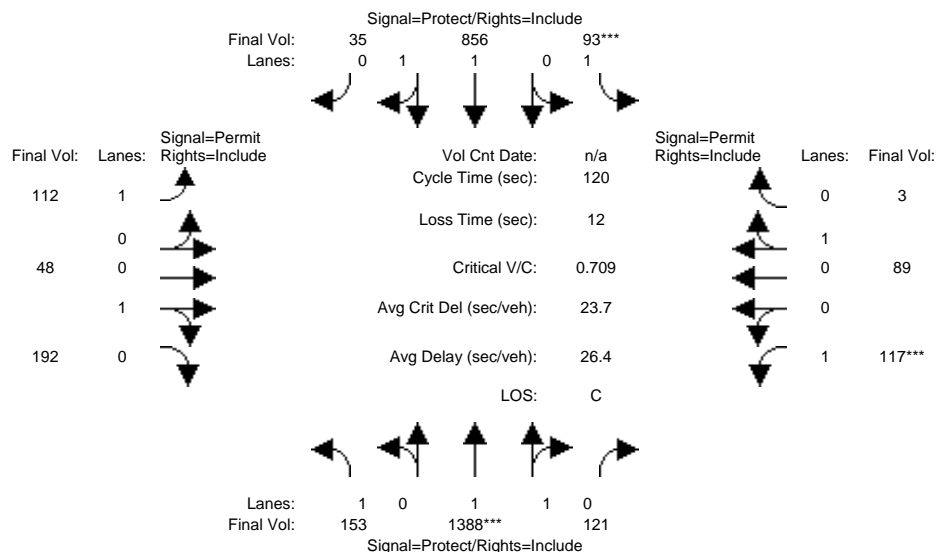 Signal=Protect/Rights=Include
Final Vol: 35 856 93***
Lanes: 0 1 1 0 1
Signal=Permit
Final Vol: Lanes: Rights=Include
Vol Cnt Date: n/a
Signal=Permit
Rights=Include Lanes: Final Vol:
Cycle Time (sec): 120
112 1
0 3
Loss Time (sec): 12
0
1
48 0
Critical V/C: 0.709
0 89
1
Avg Crit Del (sec/veh): 23.7
0
192 0
Avg Delay (sec/veh): 26.4
1 117***
LOS: C
Lanes: 1 0 1 1 0
Final Vol: 153 1388*** 121
Signal=Protect/Rights=Include